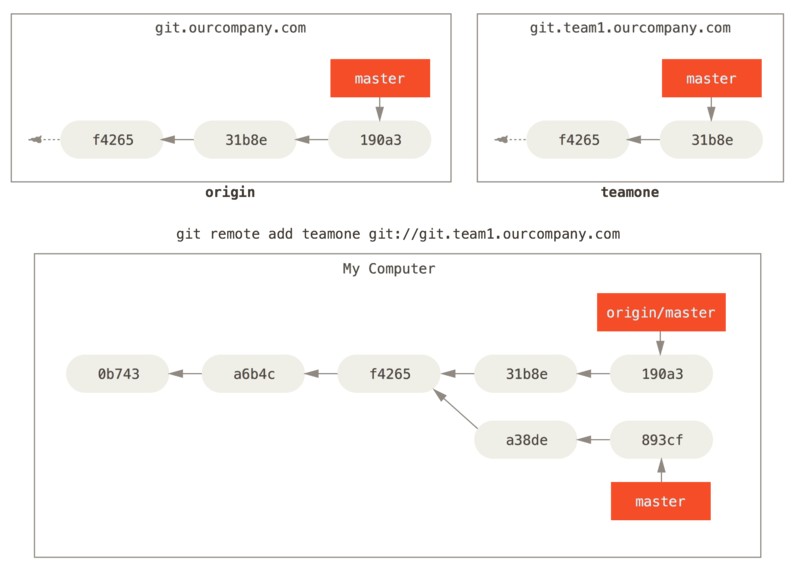 git.ourcompany.com
master
f4265
31b8e
190a3
origin
git.team1.ourcompany.com
master
f4265
31b8e
teamone
git remote add teamone git://git.team1.ourcompany.com
My Computer
origin/master
0b743
a6b4c
f4265
31b8e
190a3
a38de
893cf
master